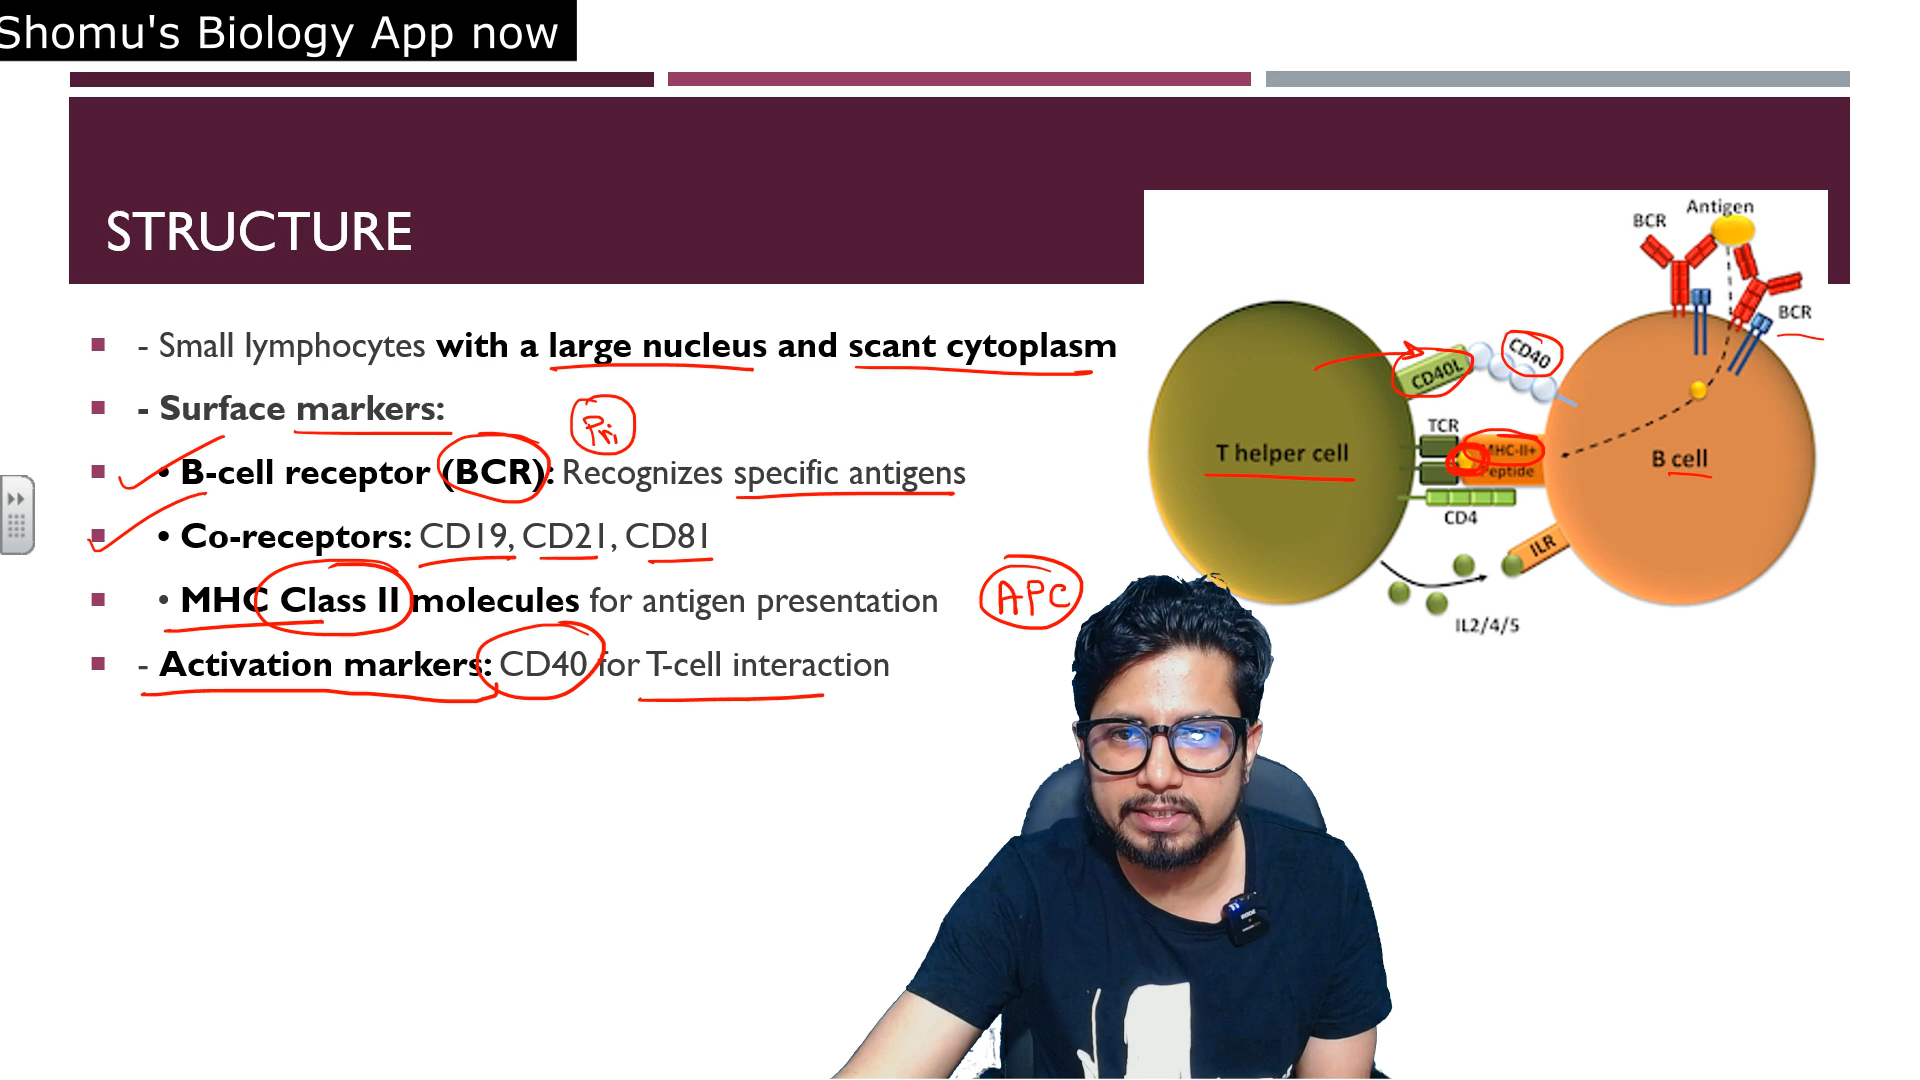 Shomu's Biology App now
STRUCTURE
- Small lymphocytes with a large nucleus and scant cytoplasm
- Surface markers:
Pri
• B-cell receptor (BCR): Recognizes specific antigens
• Co-receptors: CD19, CD21, CD81
• MHC Class II molecules for antigen presentation
APC
- Activation markers: CD40 for T-cell interaction
Antigen
BCR
BCR
CD40
CD40L
TCR
T helper cell
MHC-II+
Peptide
B cell
CD4
ILR
IL2/4/5